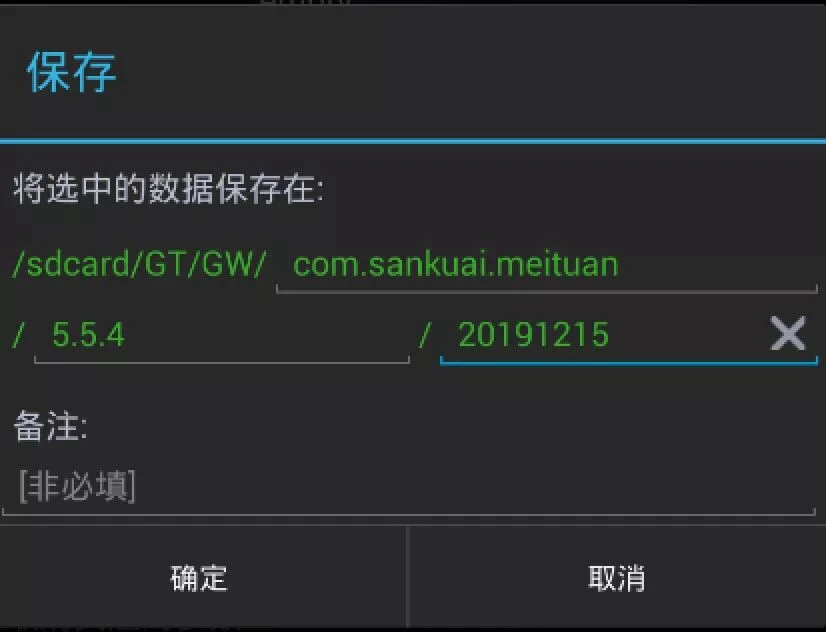 保存
将选中的数据保存在:
/sdcard/GT/GW/ com.sankuai.meituan
/ 5.5.4 / 20191215
备注:
[非必填]
确定 取消